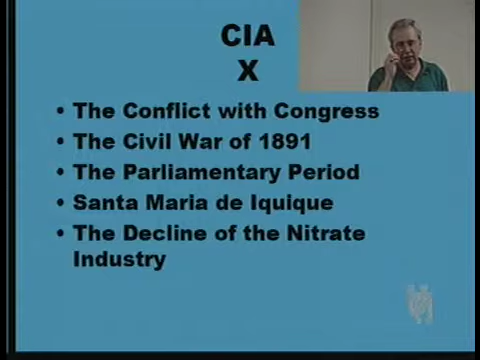 CIA
X
• The Conflict with Congress
• The Civil War of 1891
• The Parliamentary Period
• Santa Maria de Iquique
• The Decline of the Nitrate
Industry